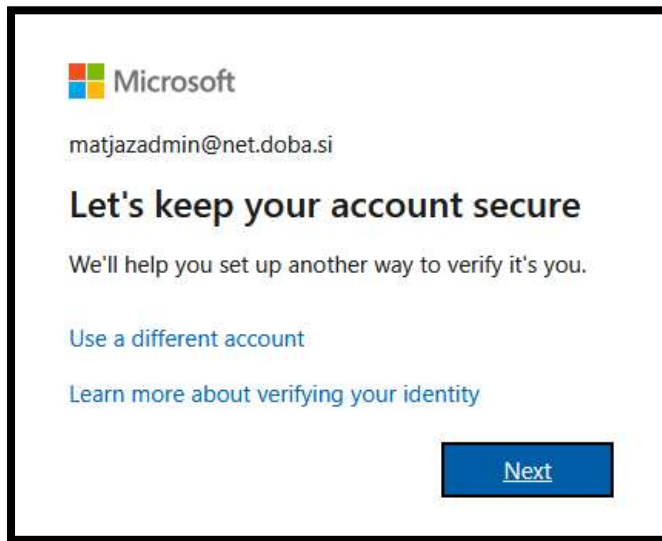 Microsoft
matjazadmin@net.doba.si
Let's keep your account secure
We'll help you set up another way to verify it's you.
Use a different account
Learn more about verifying your identity
Next